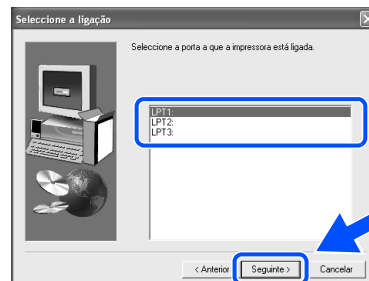 Seleccione a ligação
Seleccione a porta a que a impressora está ligada.
LPT1:
LPT2:
LPT3:
< Anterior
Seguinte >
Cancelar